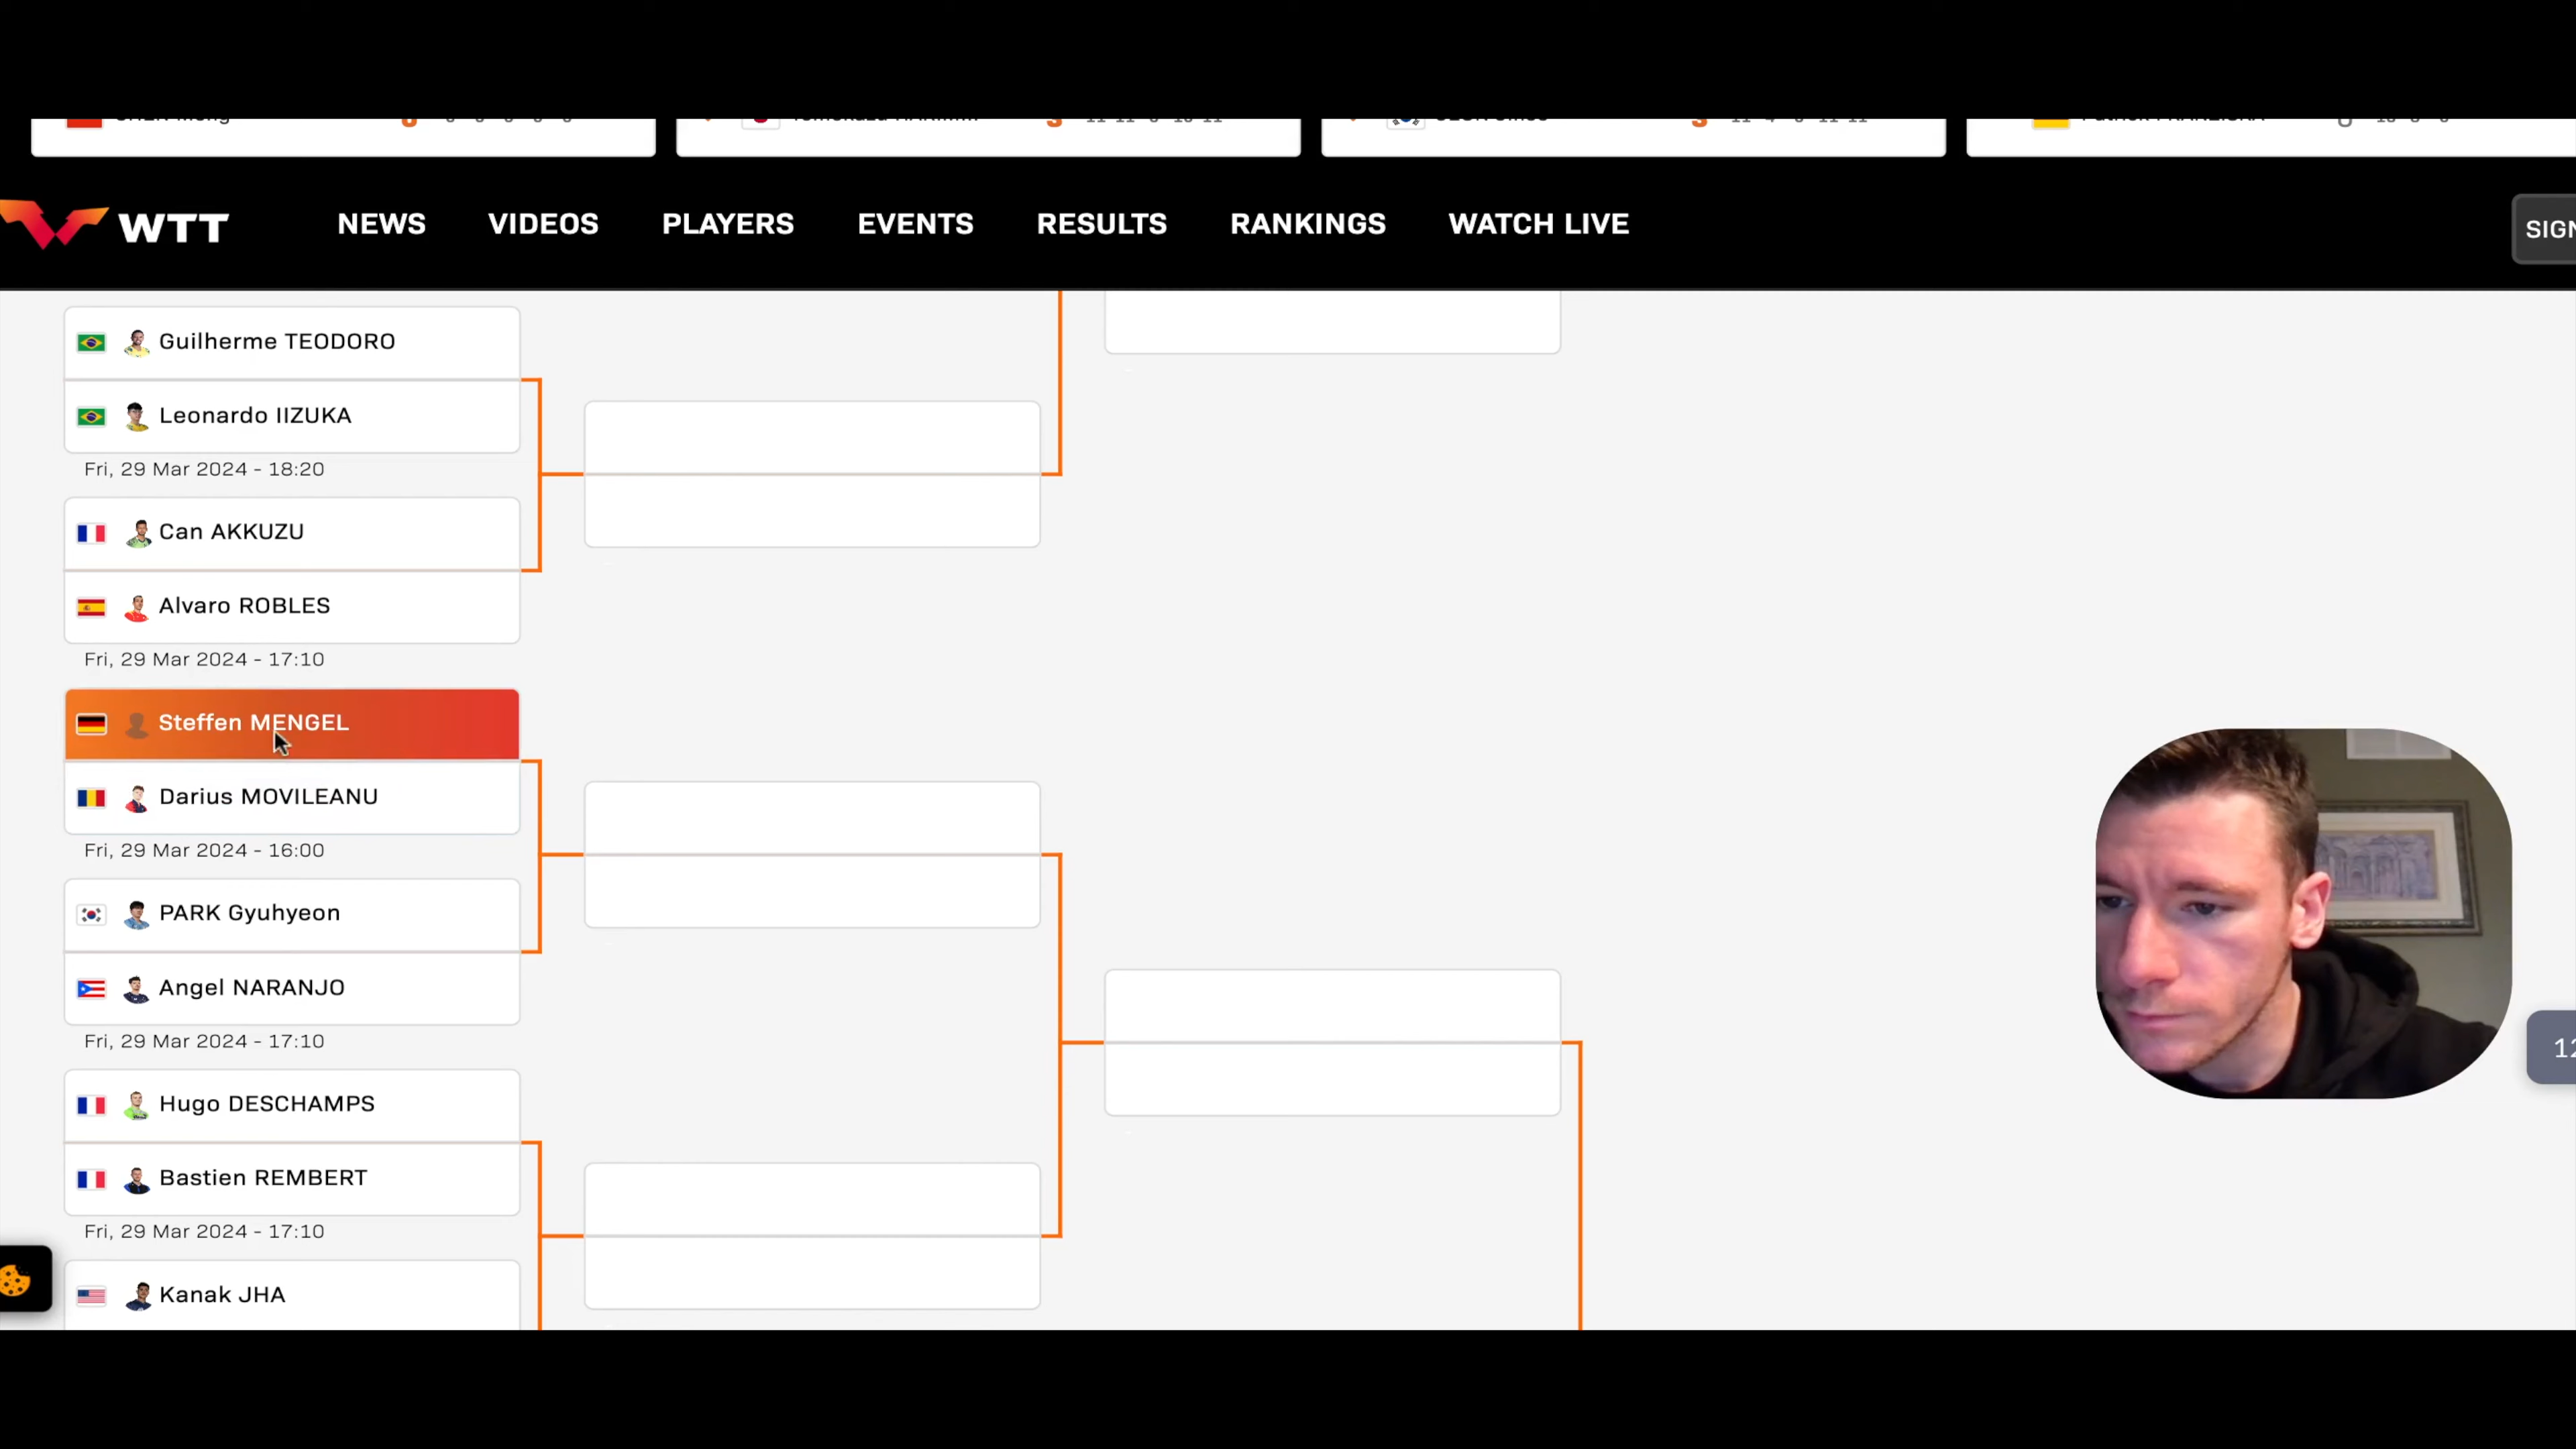 WTT
NEWS
VIDEOS
PLAYERS
EVENTS
RESULTS
RANKINGS
WATCH LIVE
SIGN
Guilherme TEODORO
Leonardo IIZUKA
Fri, 29 Mar 2024 - 18:20
Can AKKUZU
Alvaro ROBLES
Fri, 29 Mar 2024 - 17:10
Steffen MENGEL
Darius MOVILEANU
Fri, 29 Mar 2024 - 16:00
PARK Gyuhyeon
Angel NARANJO
Fri, 29 Mar 2024 - 17:10
Hugo DESCHAMPS
Bastien REMBERT
Fri, 29 Mar 2024 - 17:10
Kanak JHA
12